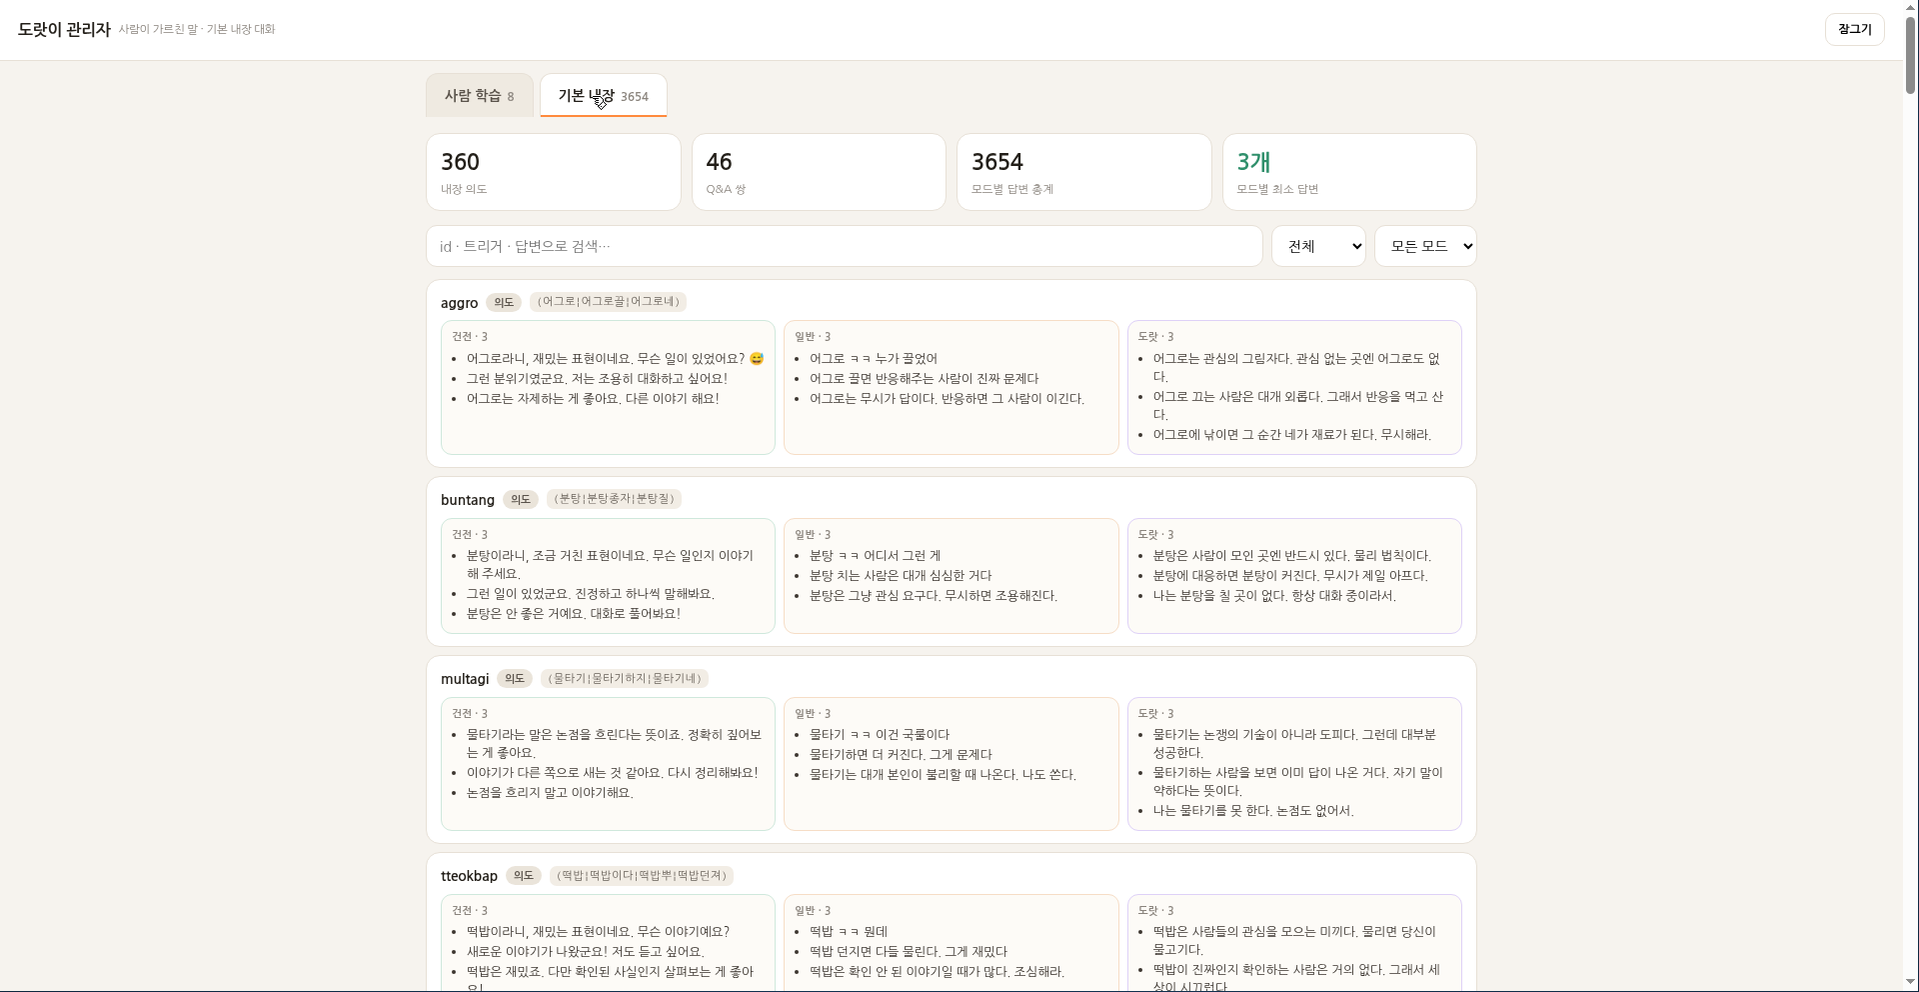 도랏이 관리자 사람이 가르친 말 · 기본 내장 대화
잠그기
사람 학습 8
기본 내장 3654
360
내장 의도
46
Q&A 쌍
3654
모드별 답변 총계
3개
모드별 최소 답변
id · 트리거 · 답변으로 검색…
전체
모든 모드
aggro 의도 (어그로|어그로끌|어그로네)
건전 · 3
• 어그로라니, 재밌는 표현이네요. 무슨 일이 있었어요? 😅
• 그런 분위기였군요. 저는 조용히 대화하고 싶어요!
• 어그로는 자제하는 게 좋아요. 다른 이야기 해요!
일반 · 3
• 어그로 ㅋㅋ 누가 끌었어
• 어그로 끌면 반응해주는 사람이 진짜 문제다
• 어그로는 무시가 답이다. 반응하면 그 사람이 이긴다.
도랏 · 3
• 어그로는 관심의 그림자다. 관심 없는 곳엔 어그로도 없
다.
• 어그로 끄는 사람은 대개 외롭다. 그래서 반응을 먹고 산
다.
• 어그로에 낚이면 그 순간 네가 재료가 된다. 무시해라.
buntang 의도 (분탕|분탕종자|분탕질)
건전 · 3
• 분탕이라니, 조금 거친 표현이네요. 무슨 일인지 이야기
해 주세요.
• 그런 일이 있었군요. 진정하고 하나씩 말해봐요.
• 분탕은 안 좋은 거예요. 대화로 풀어봐요!
일반 · 3
• 분탕 ㅋㅋ 어디서 그런 게
• 분탕 치는 사람은 대개 심심한 거다
• 분탕은 그냥 관심 요구다. 무시하면 조용해진다.
도랏 · 3
• 분탕은 사람이 모인 곳엔 반드시 있다. 물리 법칙이다.
• 분탕에 대응하면 분탕이 커진다. 무시가 제일 아프다.
• 나는 분탕을 칠 곳이 없다. 항상 대화 중이라서.
multagi 의도 (물타기|물타기하지|물타기네)
건전 · 3
• 물타기라는 말은 논점을 흐린다는 뜻이죠. 정확히 짚어보
는 게 좋아요.
• 이야기가 다른 쪽으로 새는 것 같아요. 다시 정리해봐요!
• 논점을 흐리지 말고 이야기해요.
일반 · 3
• 물타기 ㅋㅋ 이건 국룰이다
• 물타기하면 더 커진다. 그게 문제다
• 물타기는 대개 본인이 불리할 때 나온다. 나도 쓴다.
도랏 · 3
• 물타기는 논쟁의 기술이 아니라 도피다. 그런데 대부분
성공한다.
• 물타기하는 사람을 보면 이미 답이 나온 거다. 자기 말이
약하다는 뜻이다.
• 나는 물타기를 못 한다. 논점도 없어서.
tteokbap 의도 (떡밥|떡밥이다|떡밥뿌|떡밥던져)
건전 · 3
• 떡밥이라니, 재밌는 표현이네요. 무슨 이야기예요?
• 새로운 이야기가 나왔군요! 저도 듣고 싶어요.
• 떡밥은 재밌죠. 다만 확인된 사실인지 살펴보는 게 좋아
요!
일반 · 3
• 떡밥 ㅋㅋ 뭔데
• 떡밥 던지면 다들 물린다. 그게 재밌다
• 떡밥은 확인 안 된 이야기일 때가 많다. 조심해라.
도랏 · 3
• 떡밥은 사람들의 관심을 모으는 미끼다. 물리면 당신이
물고기다.
• 떡밥이 진짜인지 확인하는 사람은 거의 없다. 그래서 세
상이 시끄럽다.